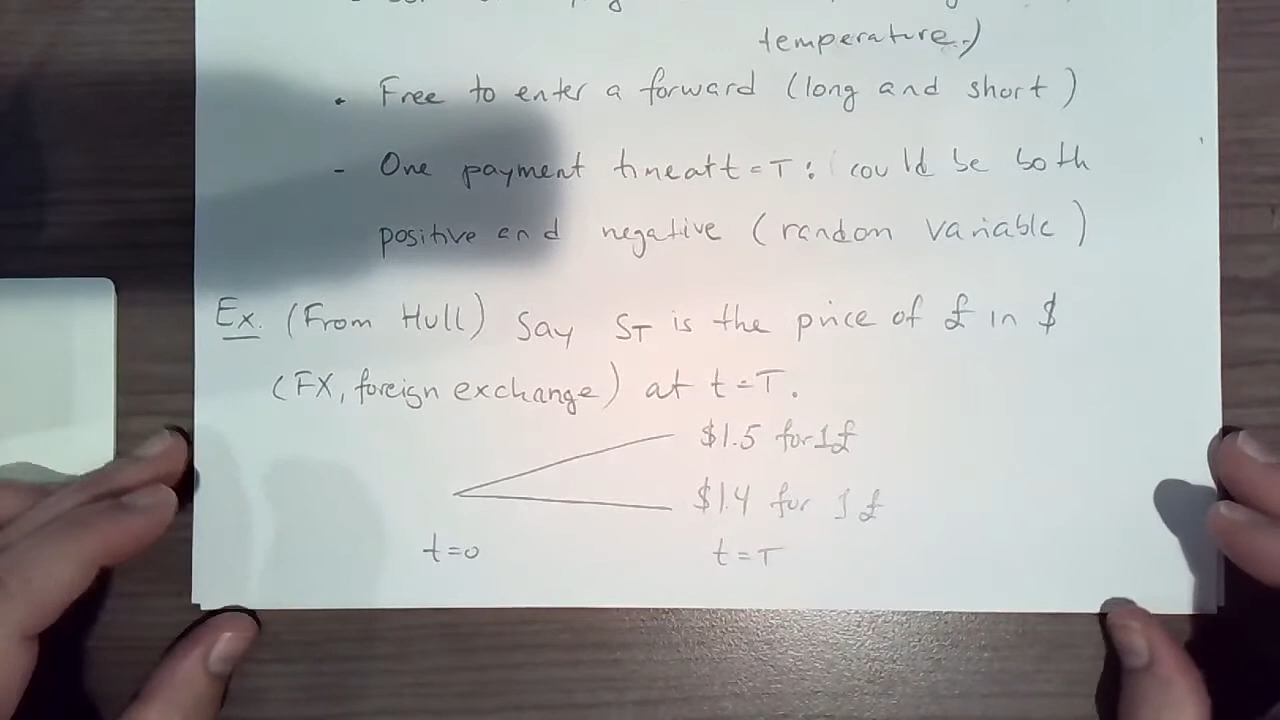 temperature.)
• Free to enter a forward (long and short)
- One payment time at t=T: could be both
positive and negative (random variable)
Ex. (From Hull) Say S_T is the price of £ in $
(FX, foreign exchange) at t=T.
$1.5 for 1£
$1.4 for 1£
t=0 t=T